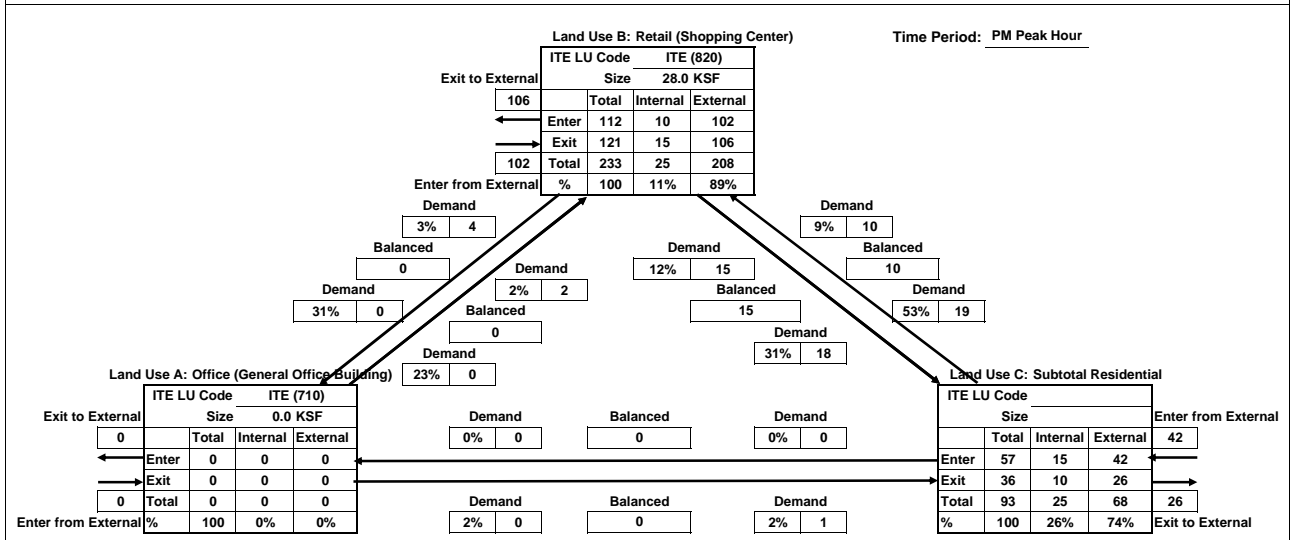 Land Use B: Retail (Shopping Center)
Time Period: PM Peak Hour
ITE LU Code ITE (820)
Exit to External Size 28.0 KSF
106 Total Internal External
Enter 112 10 102
Exit 121 15 106
102 Total 233 25 208
Enter from External % 100 11% 89%
Demand Demand
3% 4 9% 10
Balanced Demand Balanced
0 Demand 12% 15 10
Demand 2% 2 Balanced Demand
31% 0 Balanced 15 53% 19
0 Demand
Demand 31% 18
Land Use A: Office (General Office Building) 23% 0 Land Use C: Subtotal Residential
ITE LU Code ITE (710) ITE LU Code
Exit to External Size 0.0 KSF Demand Balanced Demand Size Enter from External
0 Total Internal External 0% 0 0 0% 0 Total Internal External 42
Enter 0 0 0 Enter 57 15 42
Exit 0 0 0 Exit 36 10 26
0 Total 0 0 0 Demand Balanced Demand Total 93 25 68 26
Enter from External % 100 0% 0% 2% 0 0 2% 1 % 100 26% 74% Exit to External